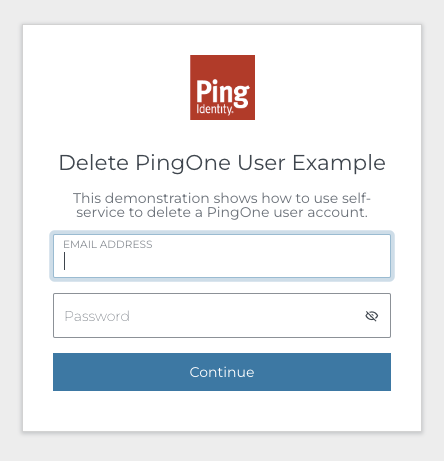 Ping
Identity.
Delete PingOne User Example
This demonstration shows how to use self-
service to delete a PingOne user account.
EMAIL ADDRESS
Password
Continue